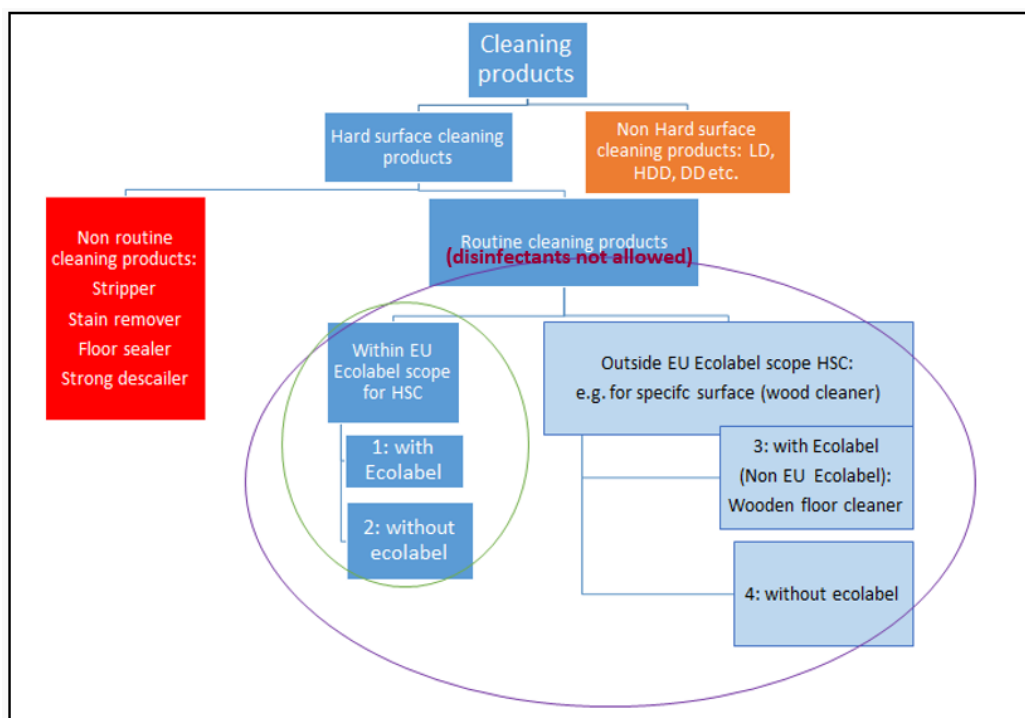 Cleaning
products
Hard surface cleaning
products
Non Hard surface
cleaning products: LD,
HDD, DD etc.
Non routine
cleaning products:
Stripper
Stain remover
Floor sealer
Strong descailer
Routine cleaning products
(disinfectants not allowed)
Within EU
Ecolabel scope
for HSC
1: with
Ecolabel
2: without
ecolabel
Outside EU Ecolabel scope HSC:
e.g. for specifc surface (wood cleaner)
3: with Ecolabel
(Non EU Ecolabel):
Wooden floor cleaner
4: without ecolabel